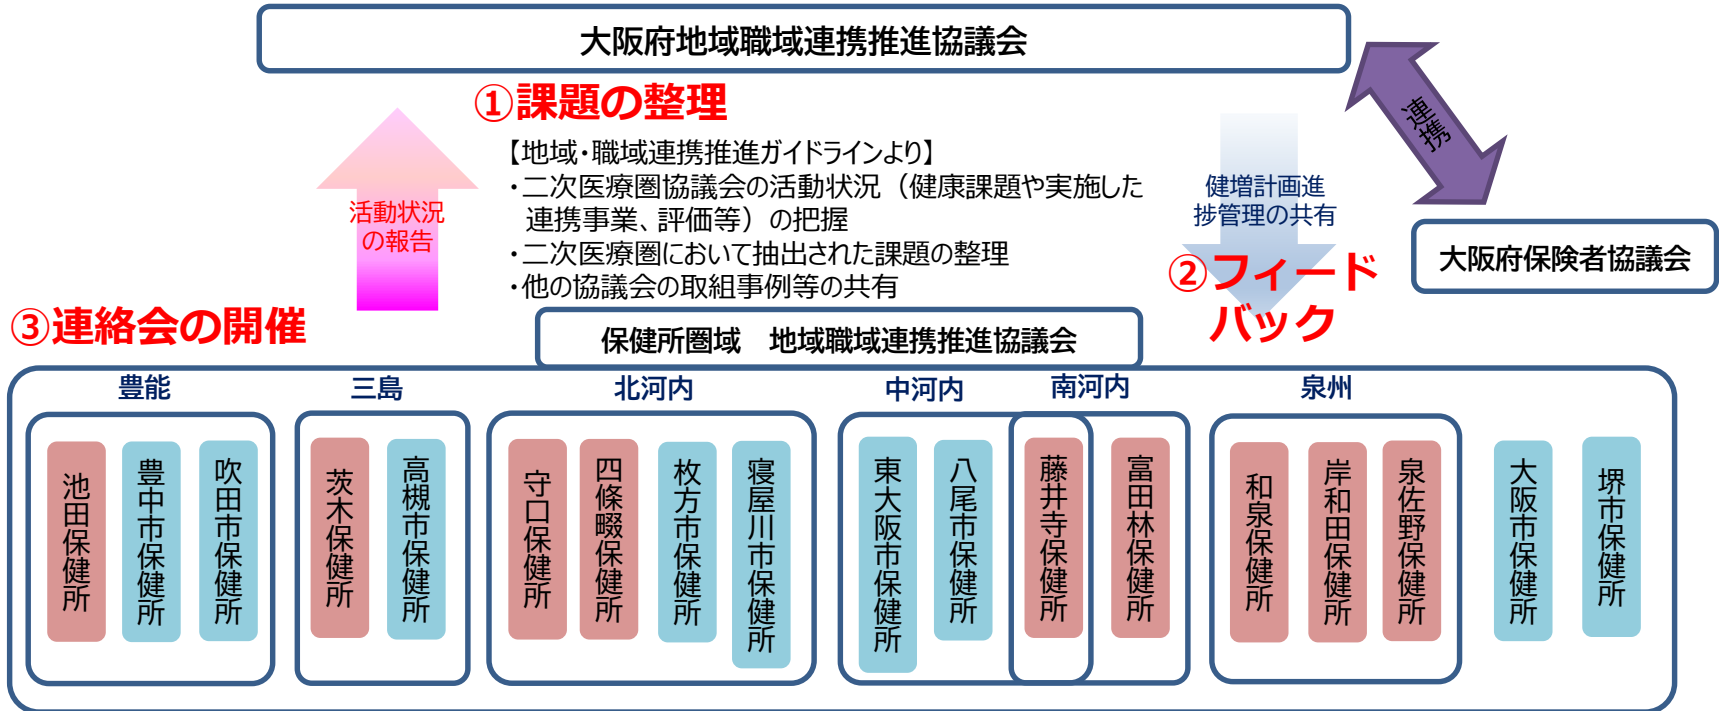 大阪府地域職域連携推進協議会
①課題の整理
【地域・職域連携推進ガイドラインより】
・二次医療圏協議会の活動状況（健康課題や実施した
連携事業、評価等）の把握
・二次医療圏において抽出された課題の整理
・他の協議会の取組事例等の共有
活動状況
の報告
健増計画進
捗管理の共有
②フィード
バック
連携
大阪府保険者協議会
③連絡会の開催
保健所圏域　地域職域連携推進協議会
豊能
池田保健所
豊中市保健所
吹田市保健所
三島
茨木保健所
高槻市保健所
北河内
守口保健所
四條畷保健所
枚方市保健所
寝屋川市保健所
中河内
東大阪市保健所
八尾市保健所
南河内
藤井寺保健所
富田林保健所
泉州
和泉保健所
岸和田保健所
泉佐野保健所
大阪市保健所
堺市保健所